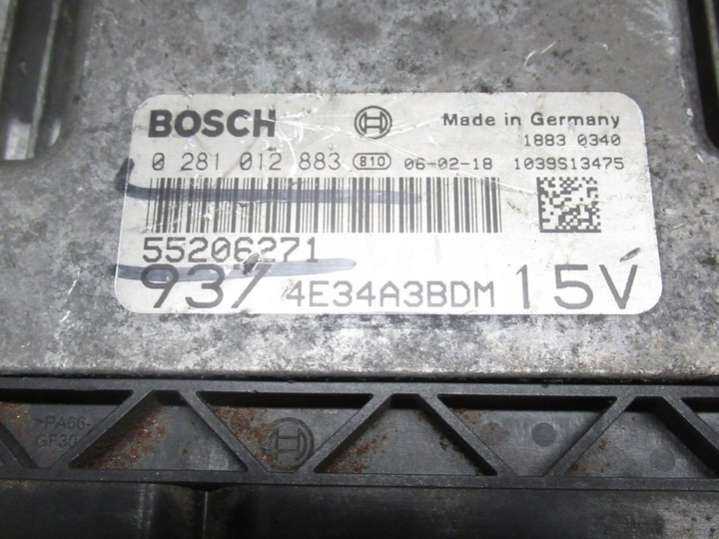 BOSCH Made in Germany
1883 0340
0 281 012 883 810 06-02-18 1039S13475
55206271
937 4E34A3BDM 15V
>PA66-
GF30